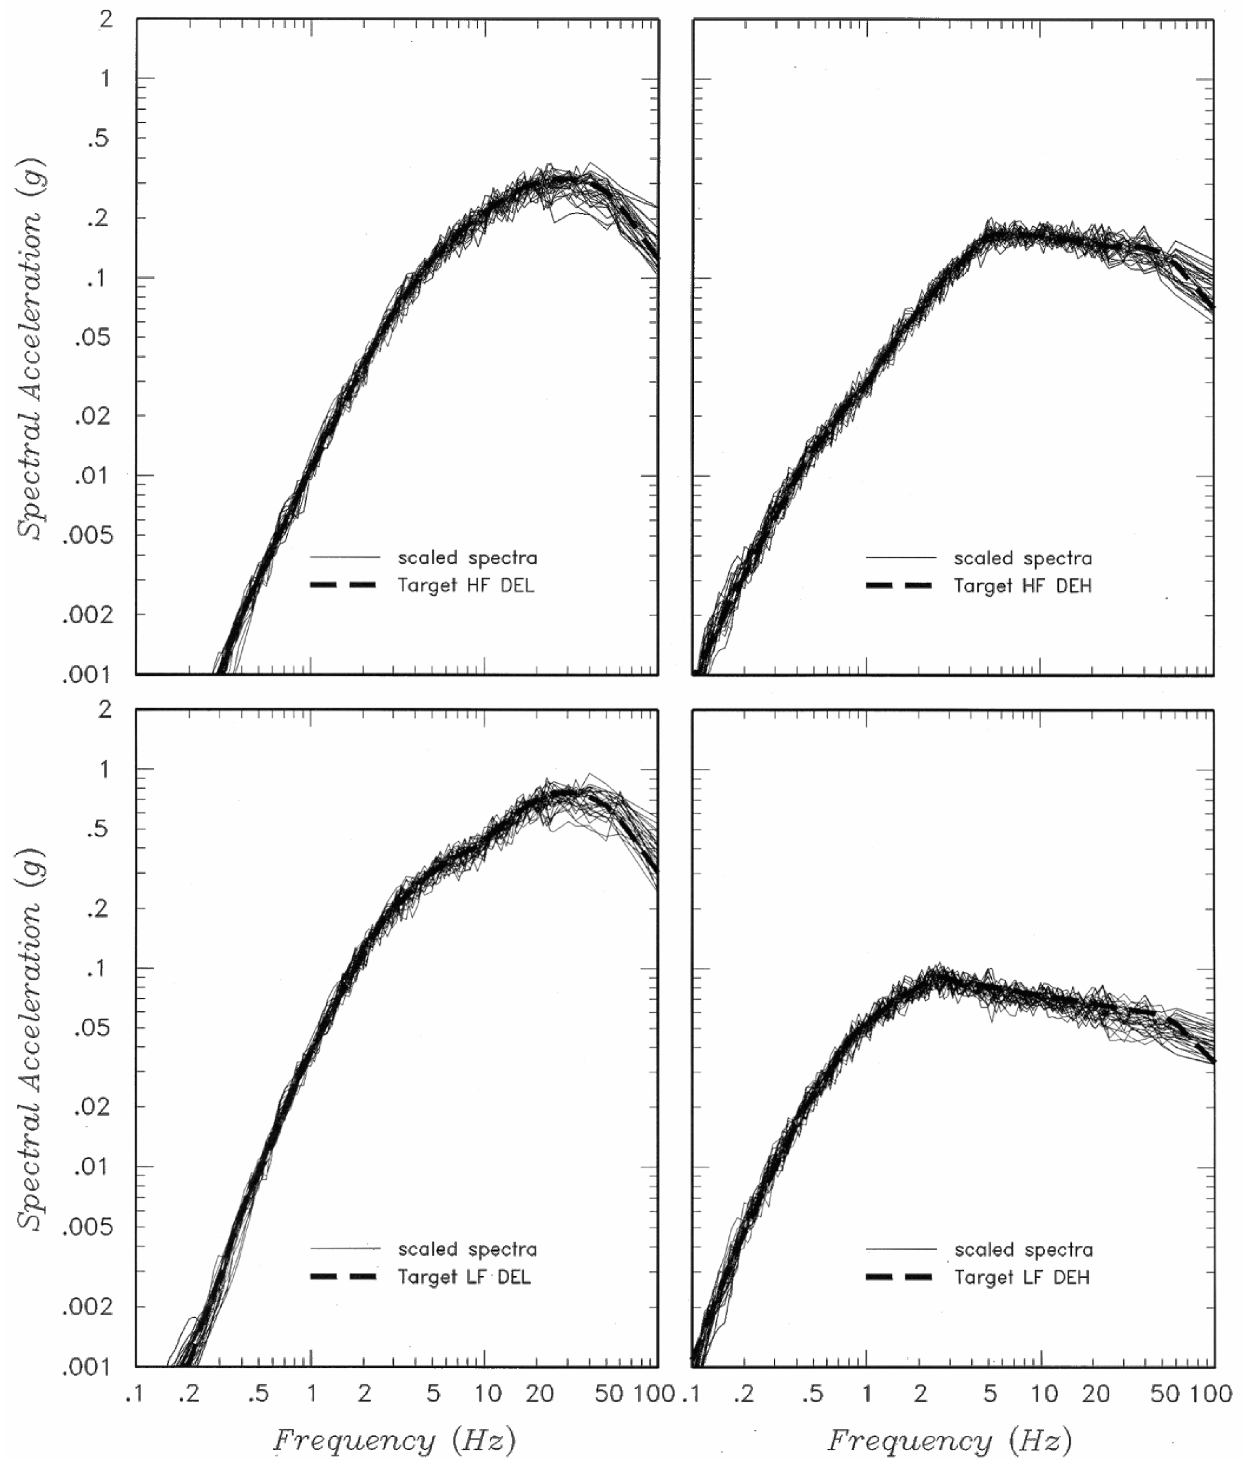 2
1
.5
.2
.1
.05
.02
.01
.005
.002
.001
Spectral Acceleration (g)
scaled spectra
Target HF DEL
scaled spectra
Target HF DEH
2
1
.5
.2
.1
.05
.02
.01
.005
.002
.001
Spectral Acceleration (g)
scaled spectra
Target LF DEL
scaled spectra
Target LF DEH
.1 .2 .5 1 2 5 10 20 50 100
.1 .2 .5 1 2 5 10 20 50 100
Frequency (Hz)
Frequency (Hz)